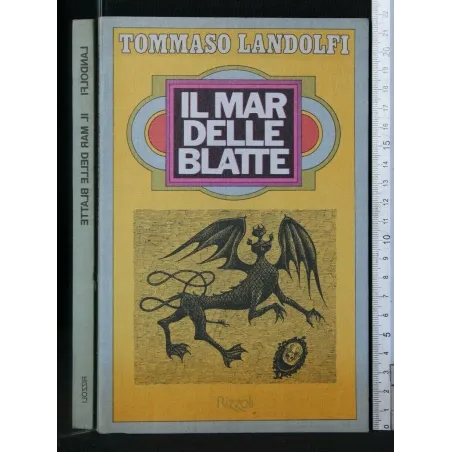 TOMMASO LANDOLFI
IL MAR
DELLE
BLATTE
Rizzoli
LANDOLFI IL MAR DELLE BLATTE RIZZOLI